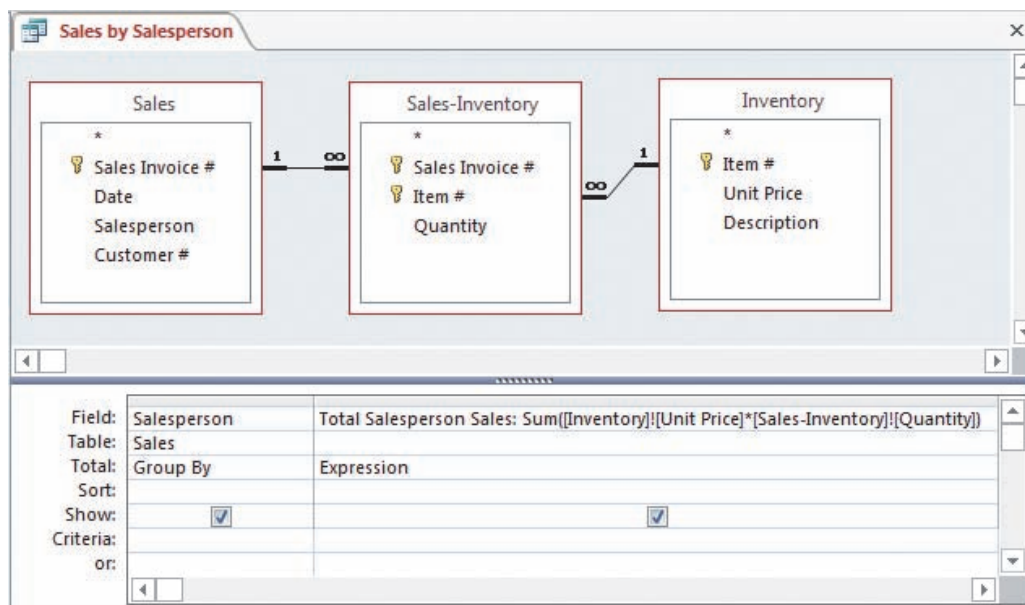 Sales by Salesperson
Sales
*
Sales Invoice #
Date
Salesperson
Customer #
1 ∞
Sales-Inventory
*
Sales Invoice #
Item #
Quantity
∞ 1
Inventory
*
Item #
Unit Price
Description
Field: Salesperson Total Salesperson Sales: Sum([Inventory]![Unit Price]*[Sales-Inventory]![Quantity])
Table: Sales
Total: Group By Expression
Sort:
Show:
Criteria:
or: